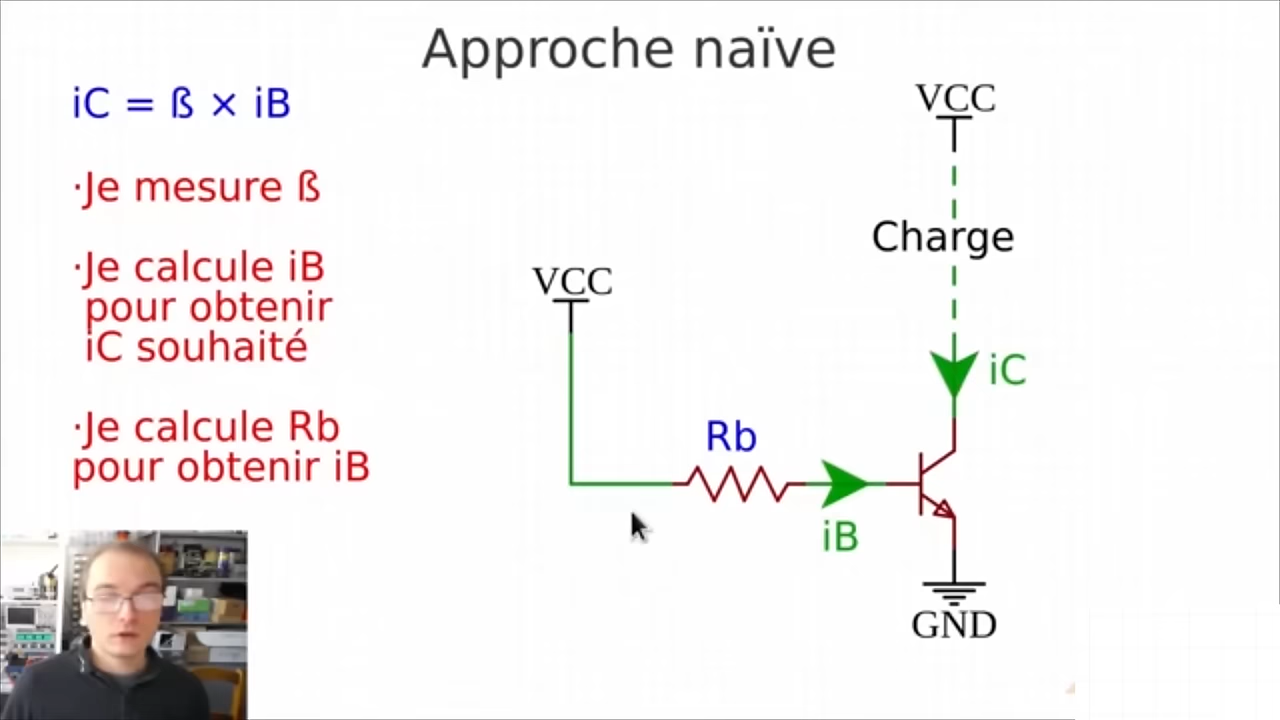 Approche naïve
iC = ß × iB
·Je mesure ß
·Je calcule iB
pour obtenir
iC souhaité
·Je calcule Rb
pour obtenir iB
VCC
Charge
VCC
iC
Rb
iB
GND